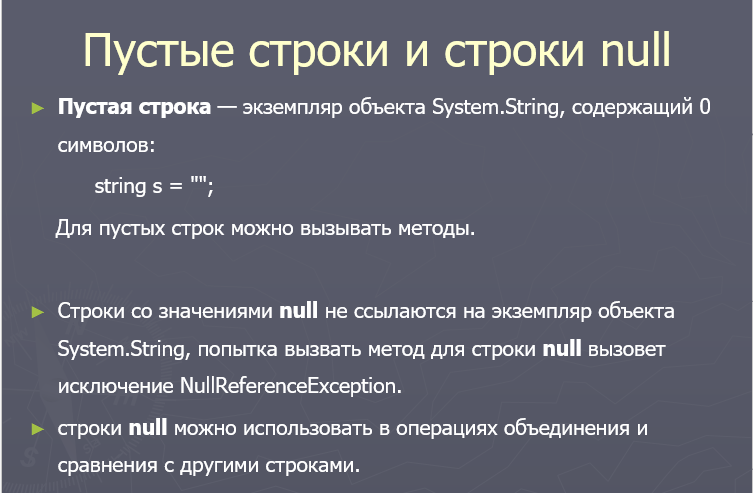 Пустые строки и строки null
► Пустая строка — экземпляр объекта System.String, содержащий 0
символов:
string s = "";
Для пустых строк можно вызывать методы.
► Строки со значениями null не ссылаются на экземпляр объекта
System.String, попытка вызвать метод для строки null вызовет
исключение NullReferenceException.
► строки null можно использовать в операциях объединения и
сравнения с другими строками.